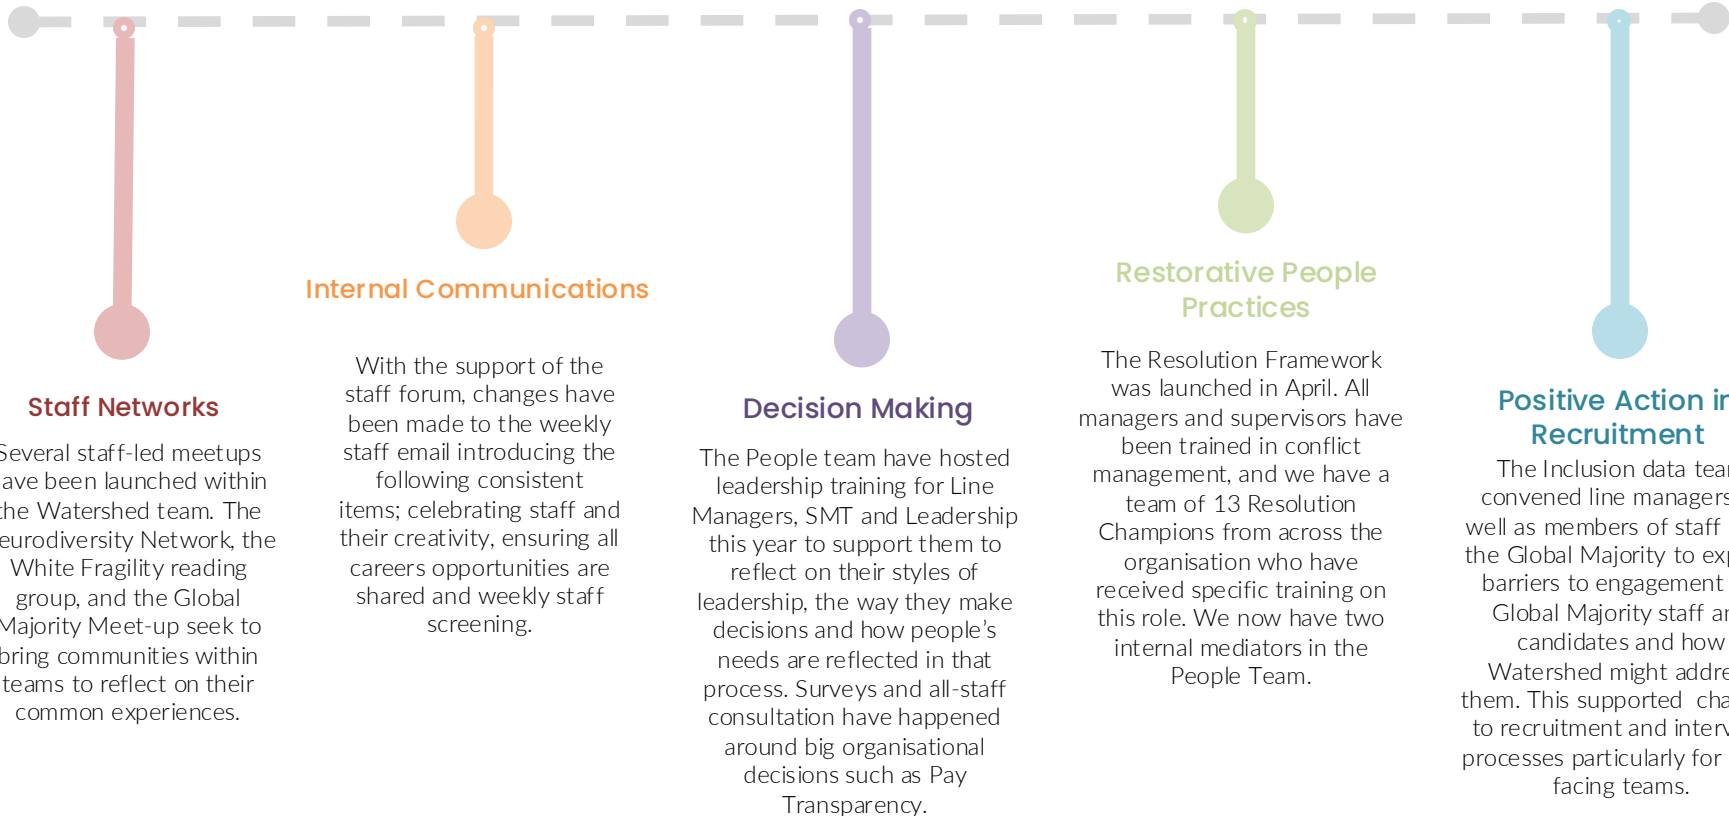 Staff Networks
Several staff-led meetups
have been launched within
the Watershed team. The
Neurodiversity Network, the
White Fragility reading
group, and the Global
Majority Meet-up seek to
bring communities within
teams to reflect on their
common experiences.
Internal Communications
With the support of the
staff forum, changes have
been made to the weekly
staff email introducing the
following consistent
items; celebrating staff and
their creativity, ensuring all
careers opportunities are
shared and weekly staff
screening.
Decision Making
The People team have hosted
leadership training for Line
Managers, SMT and Leadership
this year to support them to
reflect on their styles of
leadership, the way they make
decisions and how people's
needs are reflected in that
process. Surveys and all-staff
consultation have happened
around big organisational
decisions such as Pay
Transparency.
Restorative People
Practices
The Resolution Framework
was launched in April. All
managers and supervisors have
been trained in conflict
management, and we have a
team of 13 Resolution
Champions from across the
organisation who have
received specific training on
this role. We now have two
internal mediators in the
People Team.
Positive Action in
Recruitment
The Inclusion data
convened line managers
well as members of staff
the Global Majority to
barriers to engagement
Global Majority staff
candidates and how
Watershed might
them. This supported
to recruitment and
processes particularly for
facing teams.